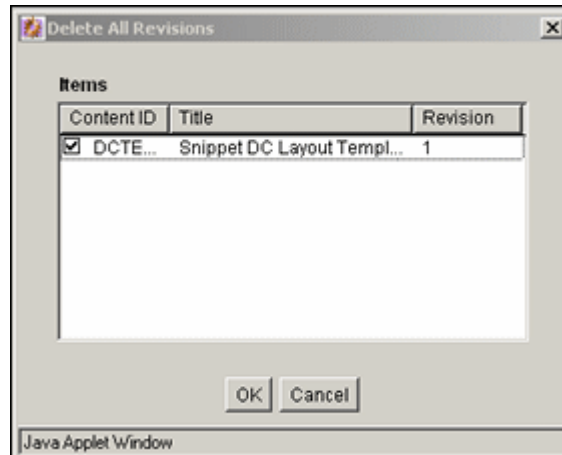 Delete All Revisions
Items
Content ID Title Revision
DCTE... Snippet DC Layout Templ... 1
OK Cancel
Java Applet Window